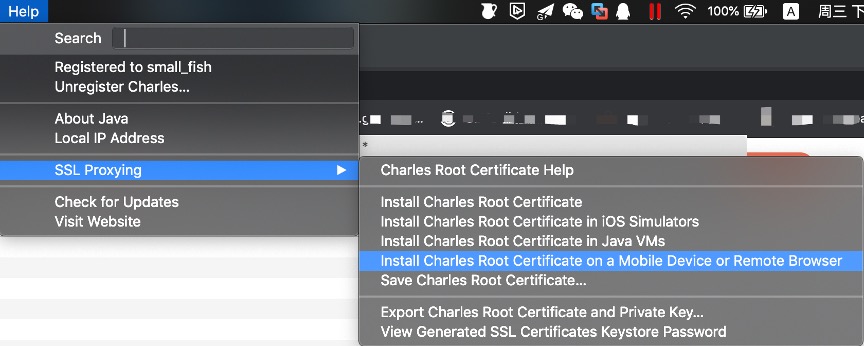 Help
100%
A
周三 下
Search
Registered to small_fish
Unregister Charles...
About Java
Local IP Address
SSL Proxying
Check for Updates
Visit Website
*
Charles Root Certificate Help
Install Charles Root Certificate
Install Charles Root Certificate in iOS Simulators
Install Charles Root Certificate in Java VMs
Install Charles Root Certificate on a Mobile Device or Remote Browser
Save Charles Root Certificate...
Export Charles Root Certificate and Private Key...
View Generated SSL Certificates Keystore Password